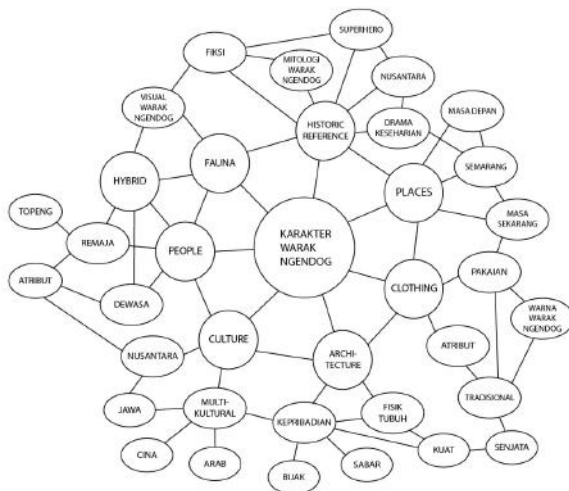 SUPERHERO
FIKSI
MITOLOGI
WARAK
NGENDOG
NUSANTARA
VISUAL
WARAK
NGENDOG
HISTORIC
REFERENCE
DRAMA
KESEHARIAN
MASA DEPAN
FAUNA
HYBRID
PLACES
SEMARANG
TOPENG
REMAJA
PEOPLE
KARAKTER
WARAK
NGENDOG
MASA
SEKARANG
ATRIBUT
DEWASA
CLOTHING
PAKAIAN
WARNA
WARAK
NGENDOG
CULTURE
ARCHI-
TECTURE
ATRIBUT
NUSANTARA
TRADISIONAL
JAWA
MULTI-
KULTURAL
KEPRIBADIAN
FISIK
TUBUH
CINA
ARAB
BIJAK
SABAR
KUAT
SENJATA